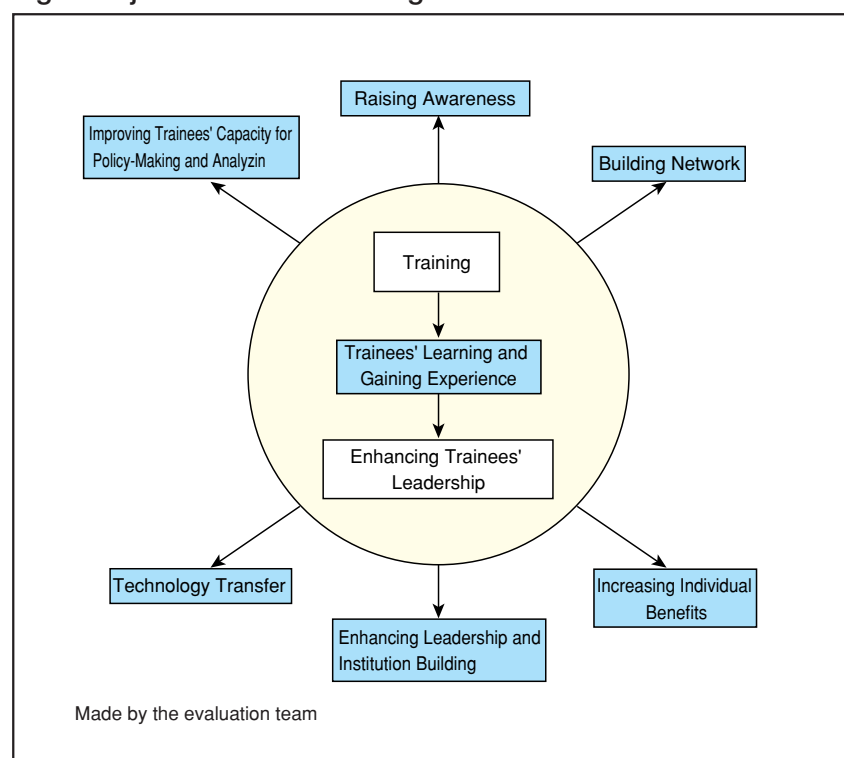 Raising Awareness
Improving Trainees' Capacity for
Policy-Making and Analyzin
Building Network
Training
Trainees' Learning and
Gaining Experience
Enhancing Trainees'
Leadership
Technology Transfer
Increasing Individual
Benefits
Enhancing Leadership and
Institution Building
Made by the evaluation team